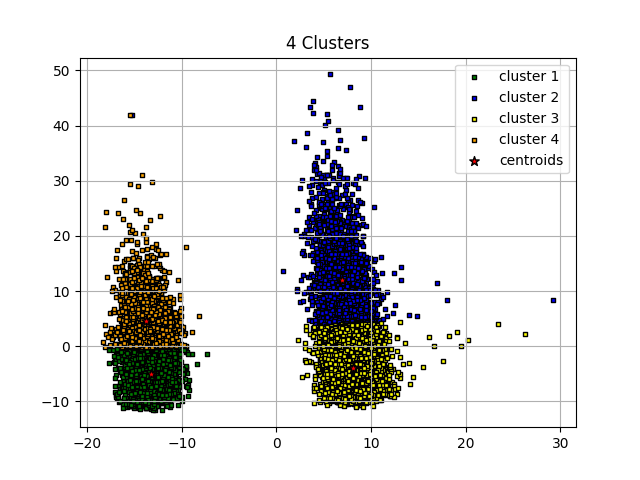 4 Clusters
50
40
30
20
10
0
−10
−20 −10 0 10 20 30
cluster 1
cluster 2
cluster 3
cluster 4
centroids